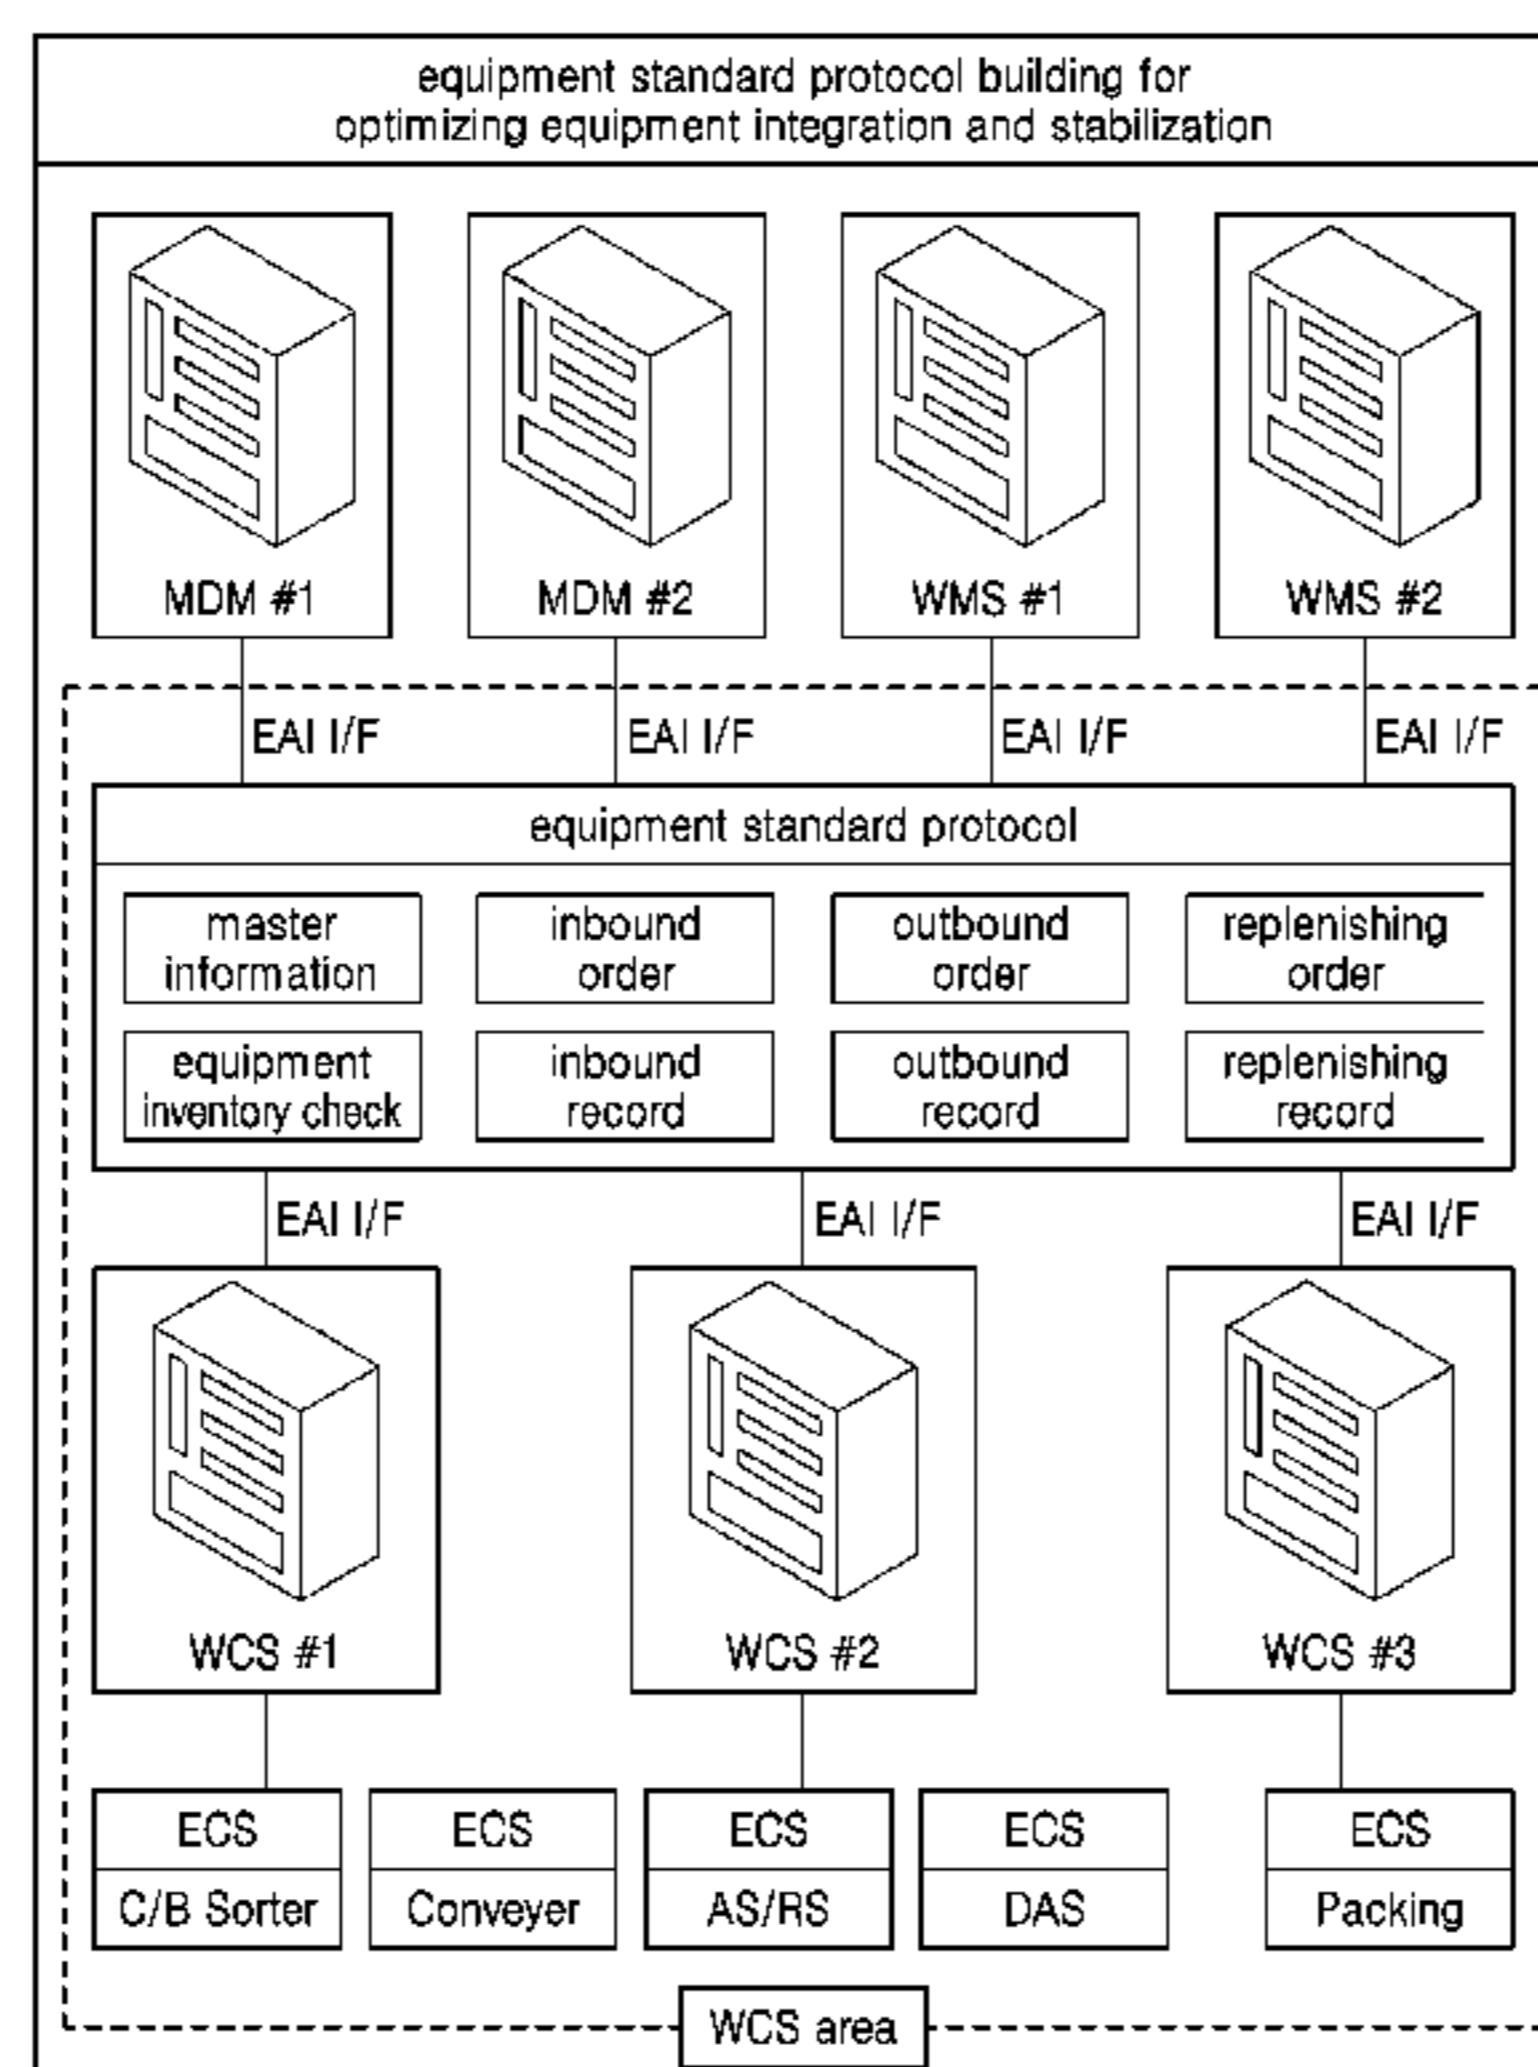 equipment standard protocol building for
optimizing equipment integration and stabilization
MDM #1
MDM #2
WMS #1
WMS #2
EAI I/F
EAI I/F
EAI I/F
EAI I/F
equipment standard protocol
master
information
inbound
order
outbound
order
replenishing
order
equipment
inventory check
inbound
record
outbound
record
replenishing
record
EAI I/F
EAI I/F
EAI I/F
WCS #1
WCS #2
WCS #3
ECS
C/B Sorter
ECS
Conveyer
ECS
AS/RS
ECS
DAS
ECS
Packing
WCS area